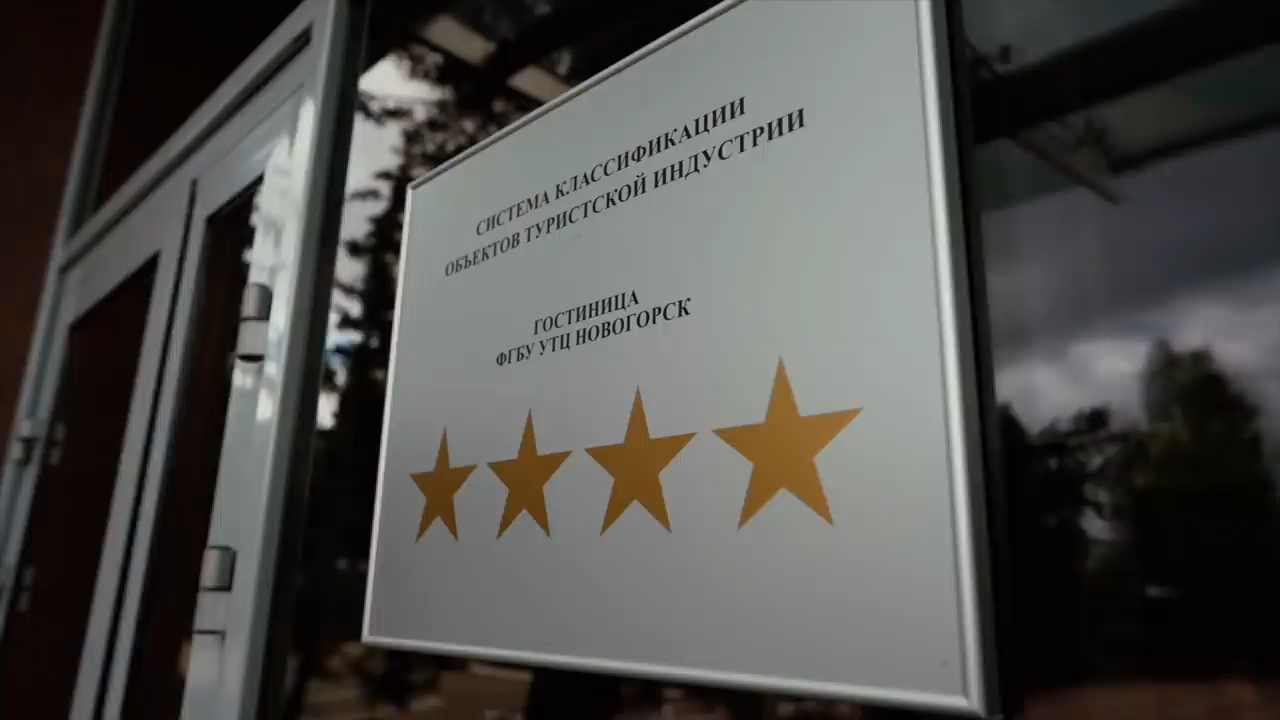 СИСТЕМА КЛАССИФИКАЦИИ
ОБЪЕКТОВ ТУРИСТСКОЙ ИНДУСТРИИ
ГОСТИНИЦА
ФГБУ УТЦ НОВОГОРСК